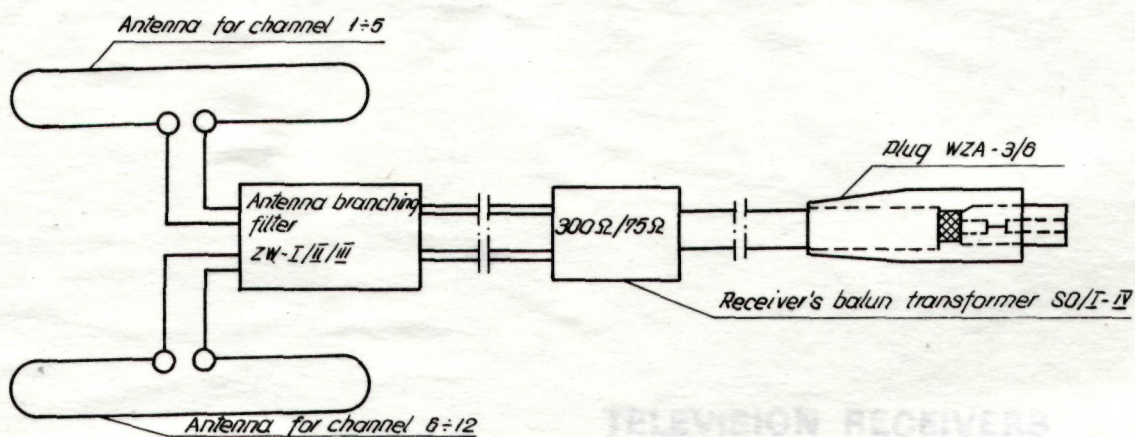 Antenna for channel 1÷5
plug WZA-3/6
Antenna branching
filter
ZW-I/II/III
300Ω/75Ω
Receiver's balun transformer SO/I-IV
Antenna for channel 6÷12
TELEVISION RECEIVERS